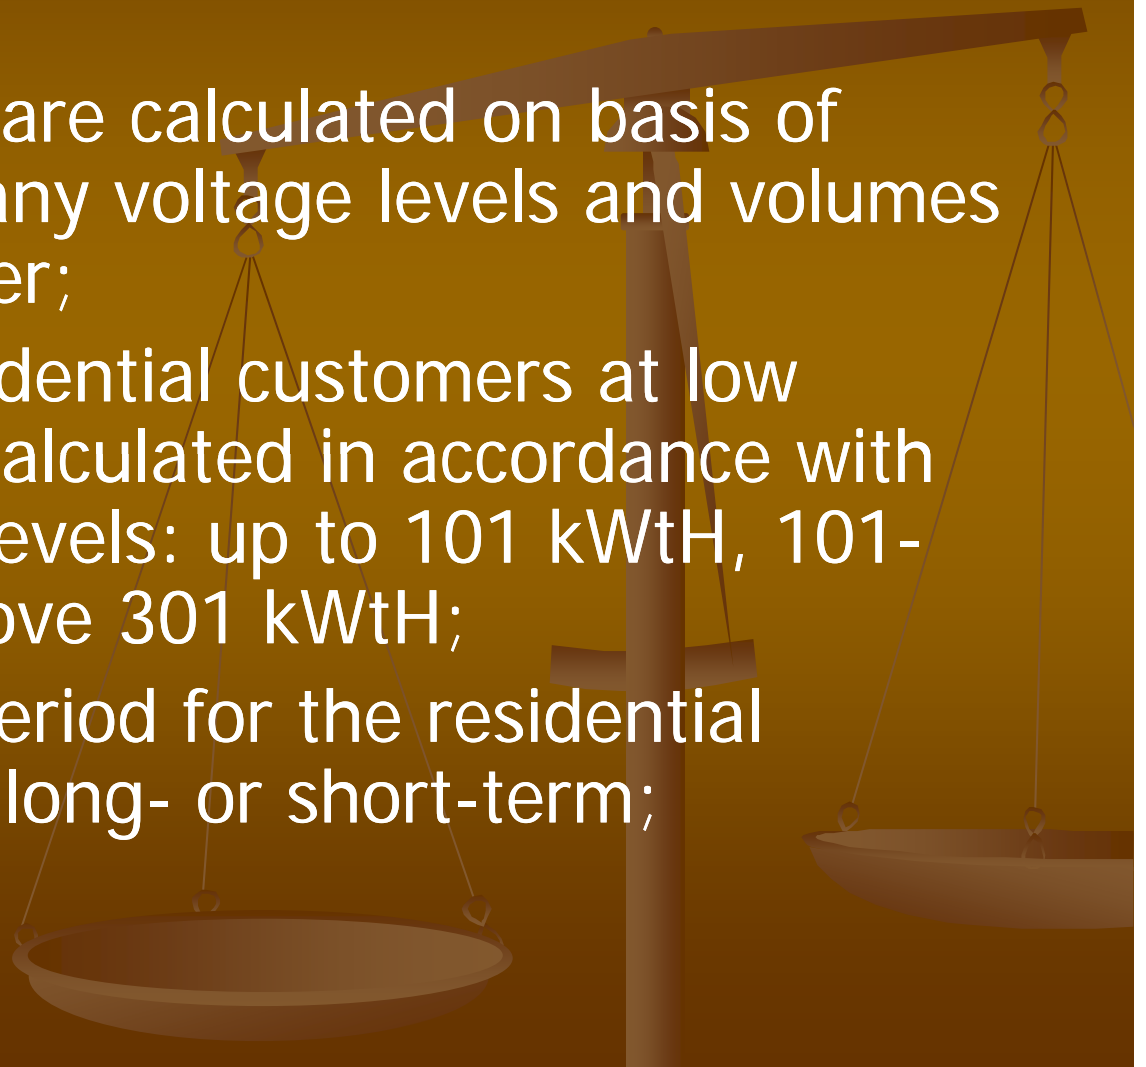 are calculated on basis of
any voltage levels and volumes
er;
dential customers at low
alculated in accordance with
evels: up to 101 kWtH, 101-
ove 301 kWtH;
eriod for the residential
long- or short-term;